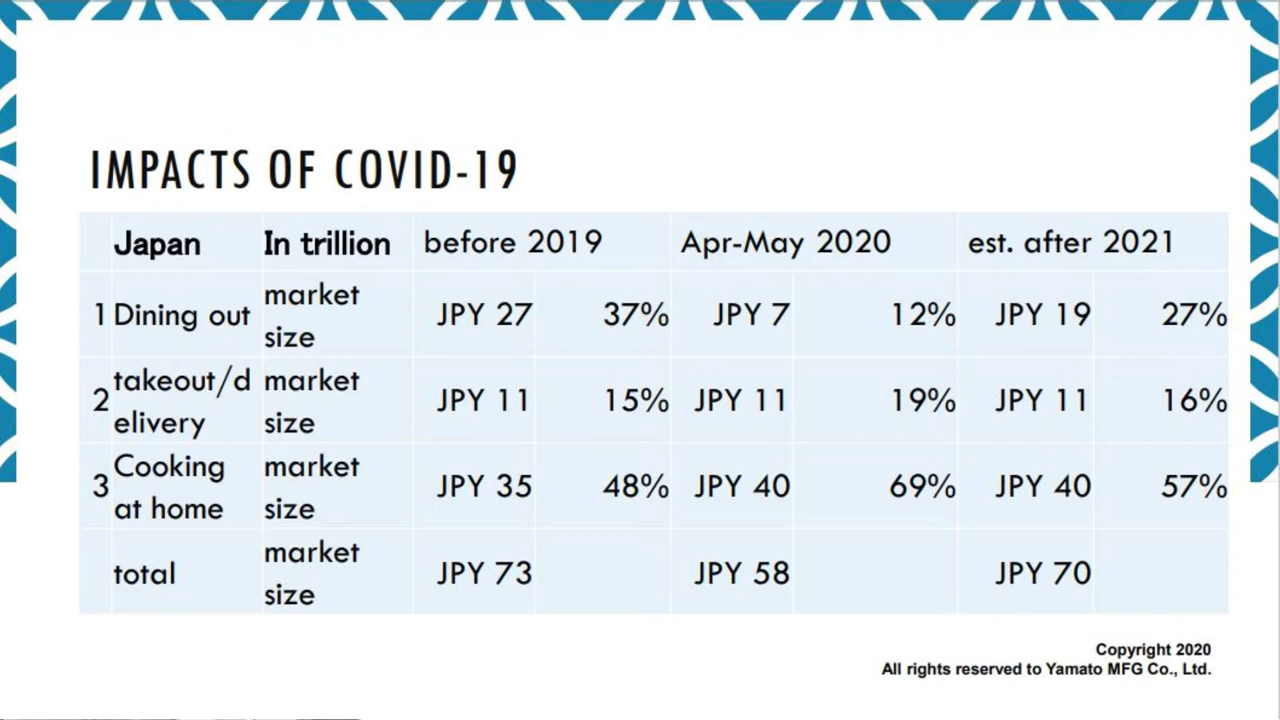 IMPACTS OF COVID-19
Japan In trillion before 2019 Apr-May 2020 est. after 2021
1 Dining out market size JPY 27 37% JPY 7 12% JPY 19 27%
2 takeout/delivery market size JPY 11 15% JPY 11 19% JPY 11 16%
3 Cooking at home market size JPY 35 48% JPY 40 69% JPY 40 57%
total market size JPY 73 JPY 58 JPY 70
Copyright 2020
All rights reserved to Yamato MFG Co., Ltd.